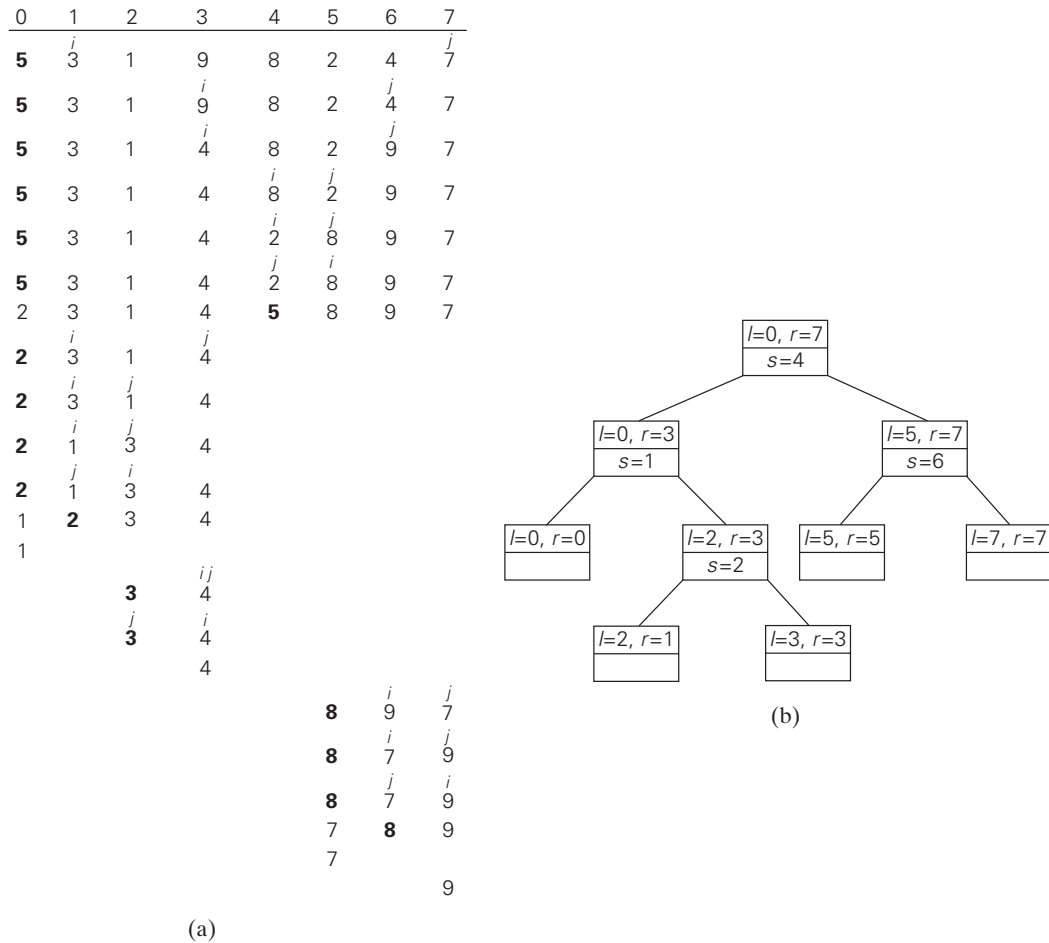 0 1 2 3 4 5 6 7
i j
5 3 1 9 8 2 4 7
i j
5 3 1 9 8 2 4 7
i j
5 3 1 4 8 2 9 7
i j
5 3 1 4 8 2 9 7
i j
5 3 1 4 2 8 9 7
j i
5 3 1 4 2 8 9 7
2 3 1 4 5 8 9 7
i j
2 3 1 4
i j
2 3 1 4
i j
2 1 3 4
j i
2 1 3 4
1 2 3 4
1
ij
3 4
j i
3 4
4
i j
8 9 7
i j
8 7 9
j i
8 7 9
7 8 9
7
9
(a)
l=0, r=7
s=4
l=0, r=3
s=1
l=5, r=7
s=6
l=0, r=0
l=2, r=3
s=2
l=5, r=5
l=7, r=7
l=2, r=1
l=3, r=3
(b)